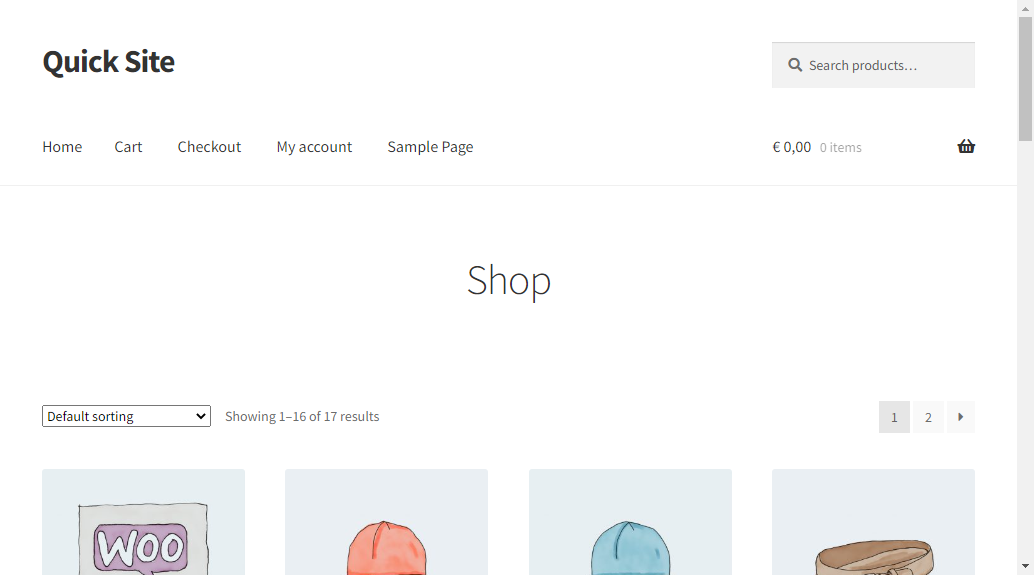 Quick Site
Search products…
Home Cart Checkout My account Sample Page € 0,00 0 items
Shop
Default sorting Showing 1–16 of 17 results 1 2
WOO